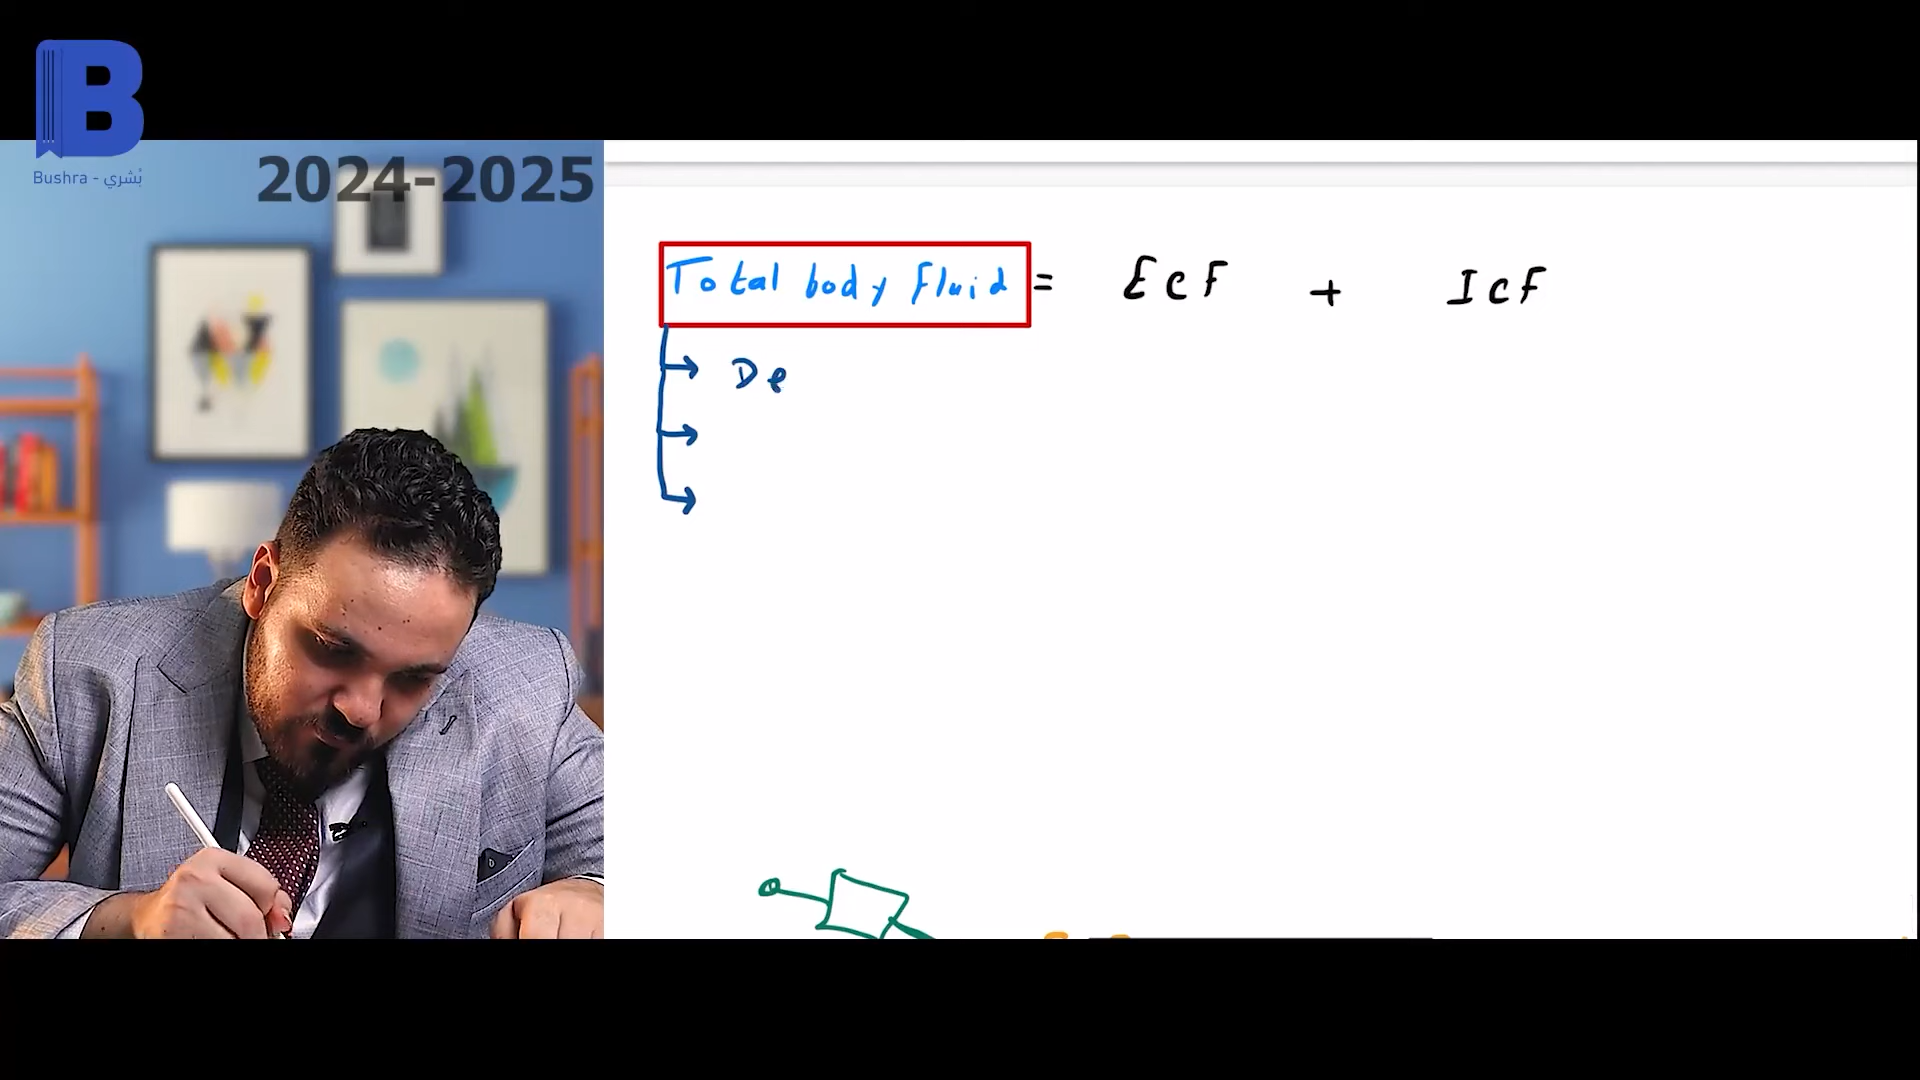 B
Bushra - بُشري
2024-2025
Total body fluid = ECF + ICF
De